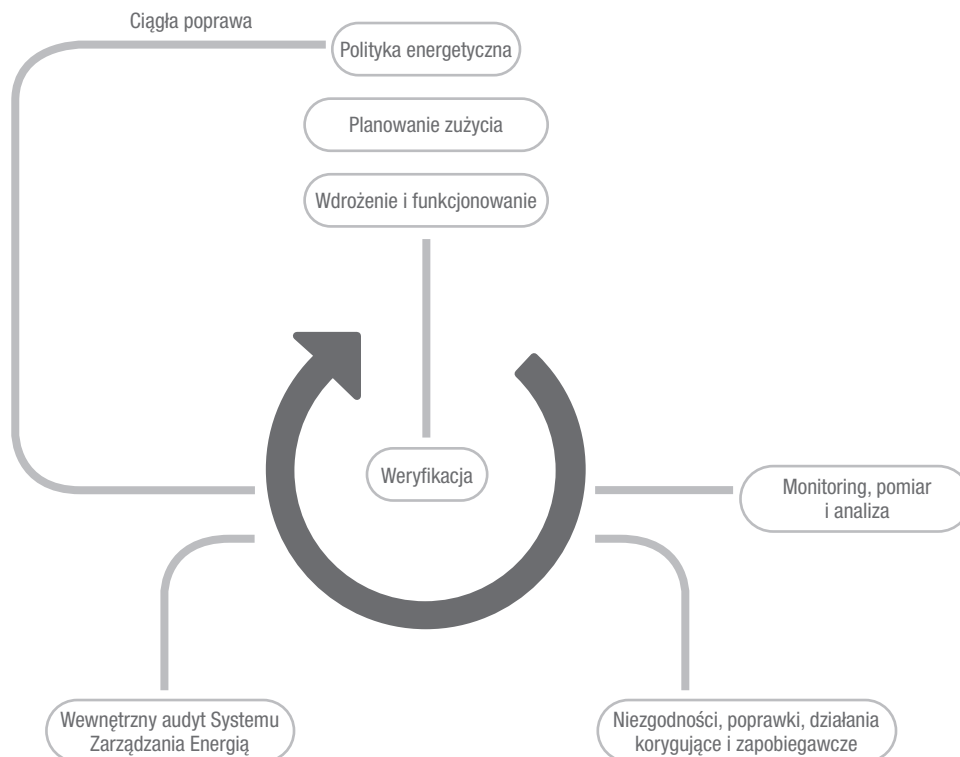 Ciągła poprawa
Polityka energetyczna
Planowanie zużycia
Wdrożenie i funkcjonowanie
Weryfikacja
Monitoring, pomiar
i analiza
Wewnętrzny audyt Systemu
Zarządzania Energią
Niezgodności, poprawki, działania
korygujące i zapobiegawcze